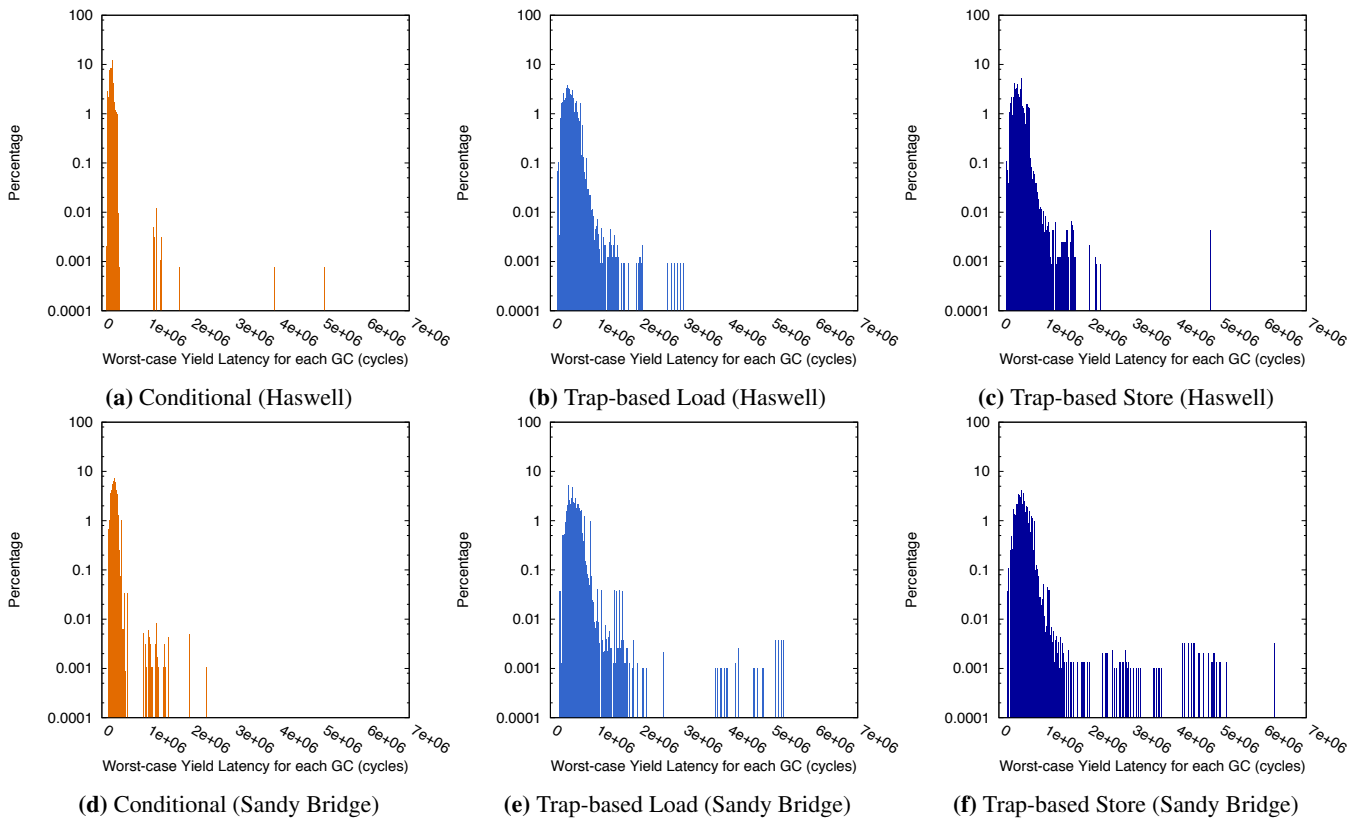 100
10
1
0.1
0.01
0.001
0.0001
Percentage
0
1e+06
2e+06
3e+06
4e+06
5e+06
6e+06
7e+06
Worst-case Yield Latency for each GC (cycles)
(a) Conditional (Haswell)
100
10
1
0.1
0.01
0.001
0.0001
Percentage
0
1e+06
2e+06
3e+06
4e+06
5e+06
6e+06
7e+06
Worst-case Yield Latency for each GC (cycles)
(b) Trap-based Load (Haswell)
100
10
1
0.1
0.01
0.001
0.0001
Percentage
0
1e+06
2e+06
3e+06
4e+06
5e+06
6e+06
7e+06
Worst-case Yield Latency for each GC (cycles)
(c) Trap-based Store (Haswell)
100
10
1
0.1
0.01
0.001
0.0001
Percentage
0
1e+06
2e+06
3e+06
4e+06
5e+06
6e+06
7e+06
Worst-case Yield Latency for each GC (cycles)
(d) Conditional (Sandy Bridge)
100
10
1
0.1
0.01
0.001
0.0001
Percentage
0
1e+06
2e+06
3e+06
4e+06
5e+06
6e+06
7e+06
Worst-case Yield Latency for each GC (cycles)
(e) Trap-based Load (Sandy Bridge)
100
10
1
0.1
0.01
0.001
0.0001
Percentage
0
1e+06
2e+06
3e+06
4e+06
5e+06
6e+06
7e+06
Worst-case Yield Latency for each GC (cycles)
(f) Trap-based Store (Sandy Bridge)